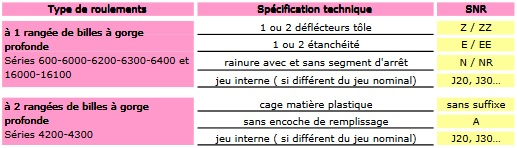 Type de roulements Spécification technique SNR
à 1 rangée de billes à gorge profonde
Séries 600-6000-6200-6300-6400 et 16000-16100
1 ou 2 déflécteurs tôle Z / ZZ
1 ou 2 étanchéité E / EE
rainure avec et sans segment d'arrêt N / NR
jeu interne ( si différent du jeu nominal) J20, J30...
à 2 rangées de billes à gorge profonde
Séries 4200-4300
cage matière plastique sans suffixe
sans encoche de remplissage A
jeu interne ( si différent du jeu nominal) J20, J30...